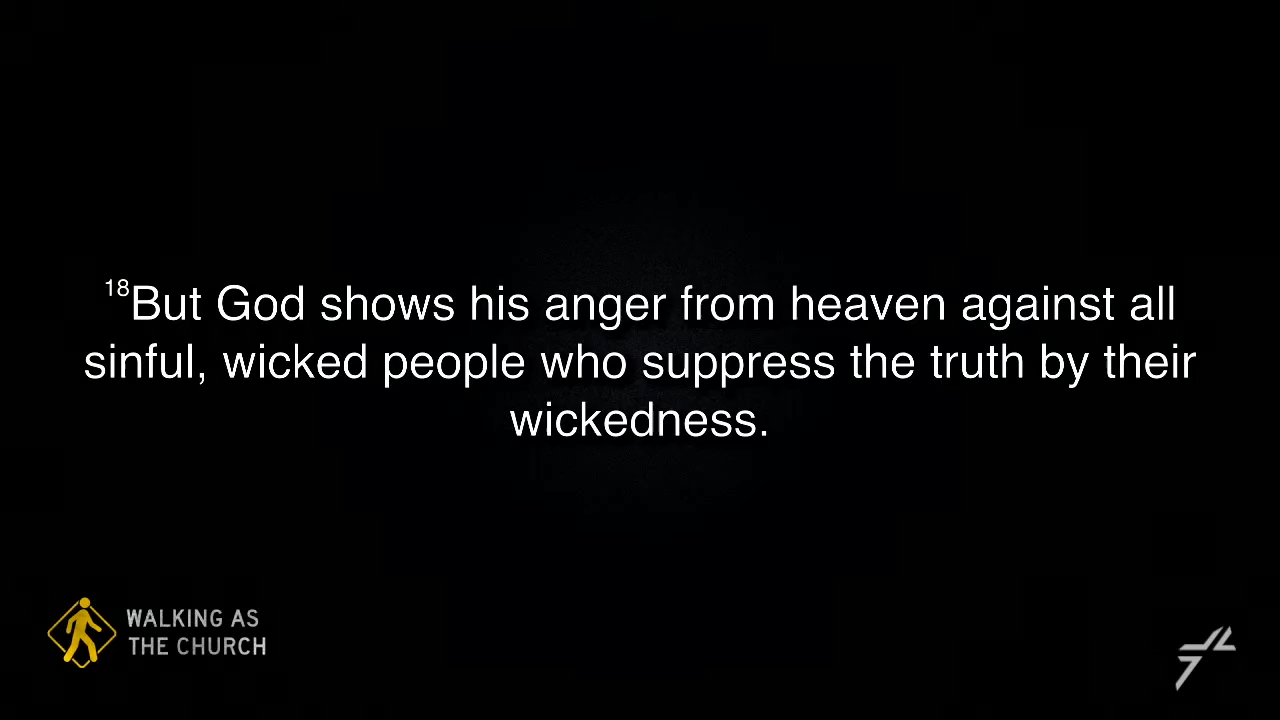 18But God shows his anger from heaven against all
sinful, wicked people who suppress the truth by their
wickedness.
WALKING AS
THE CHURCH